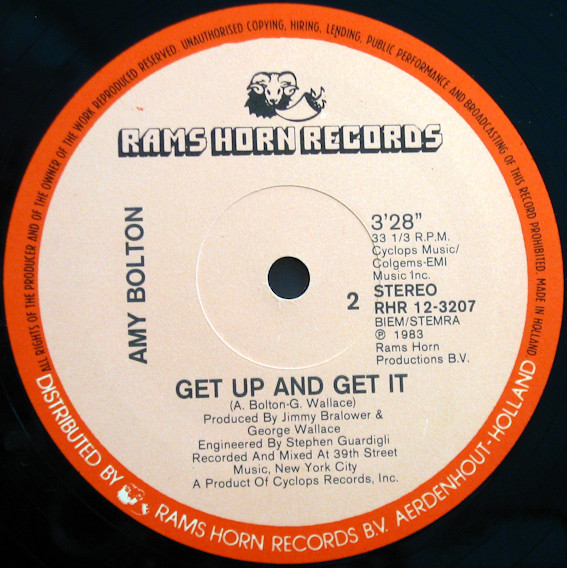 ALL RIGHTS OF THE PRODUCER AND OF THE OWNER OF THE WORK REPRODUCED RESERVED. UNAUTHORISED COPYING, HIRING, LENDING, PUBLIC PERFORMANCE AND BROADCASTING OF THIS RECORD PROHIBITED. MADE IN HOLLAND
RAMS HORN RECORDS
AMY BOLTON
3'28"
33 1/3 R.P.M.
Cyclops Music/
Colgems-EMI
Music Inc.
2 STEREO
RHR 12-3207
BIEM/STEMRA
℗ 1983
Rams Horn
Productions B.V.
GET UP AND GET IT
(A. Bolton-G. Wallace)
Produced By Jimmy Bralower &
George Wallace
Engineered By Stephen Guardigli
Recorded And Mixed At 39th Street
Music, New York City
A Product Of Cyclops Records, Inc.
DISTRIBUTED BY RAMS HORN RECORDS B.V. AERDENHOUT-HOLLAND